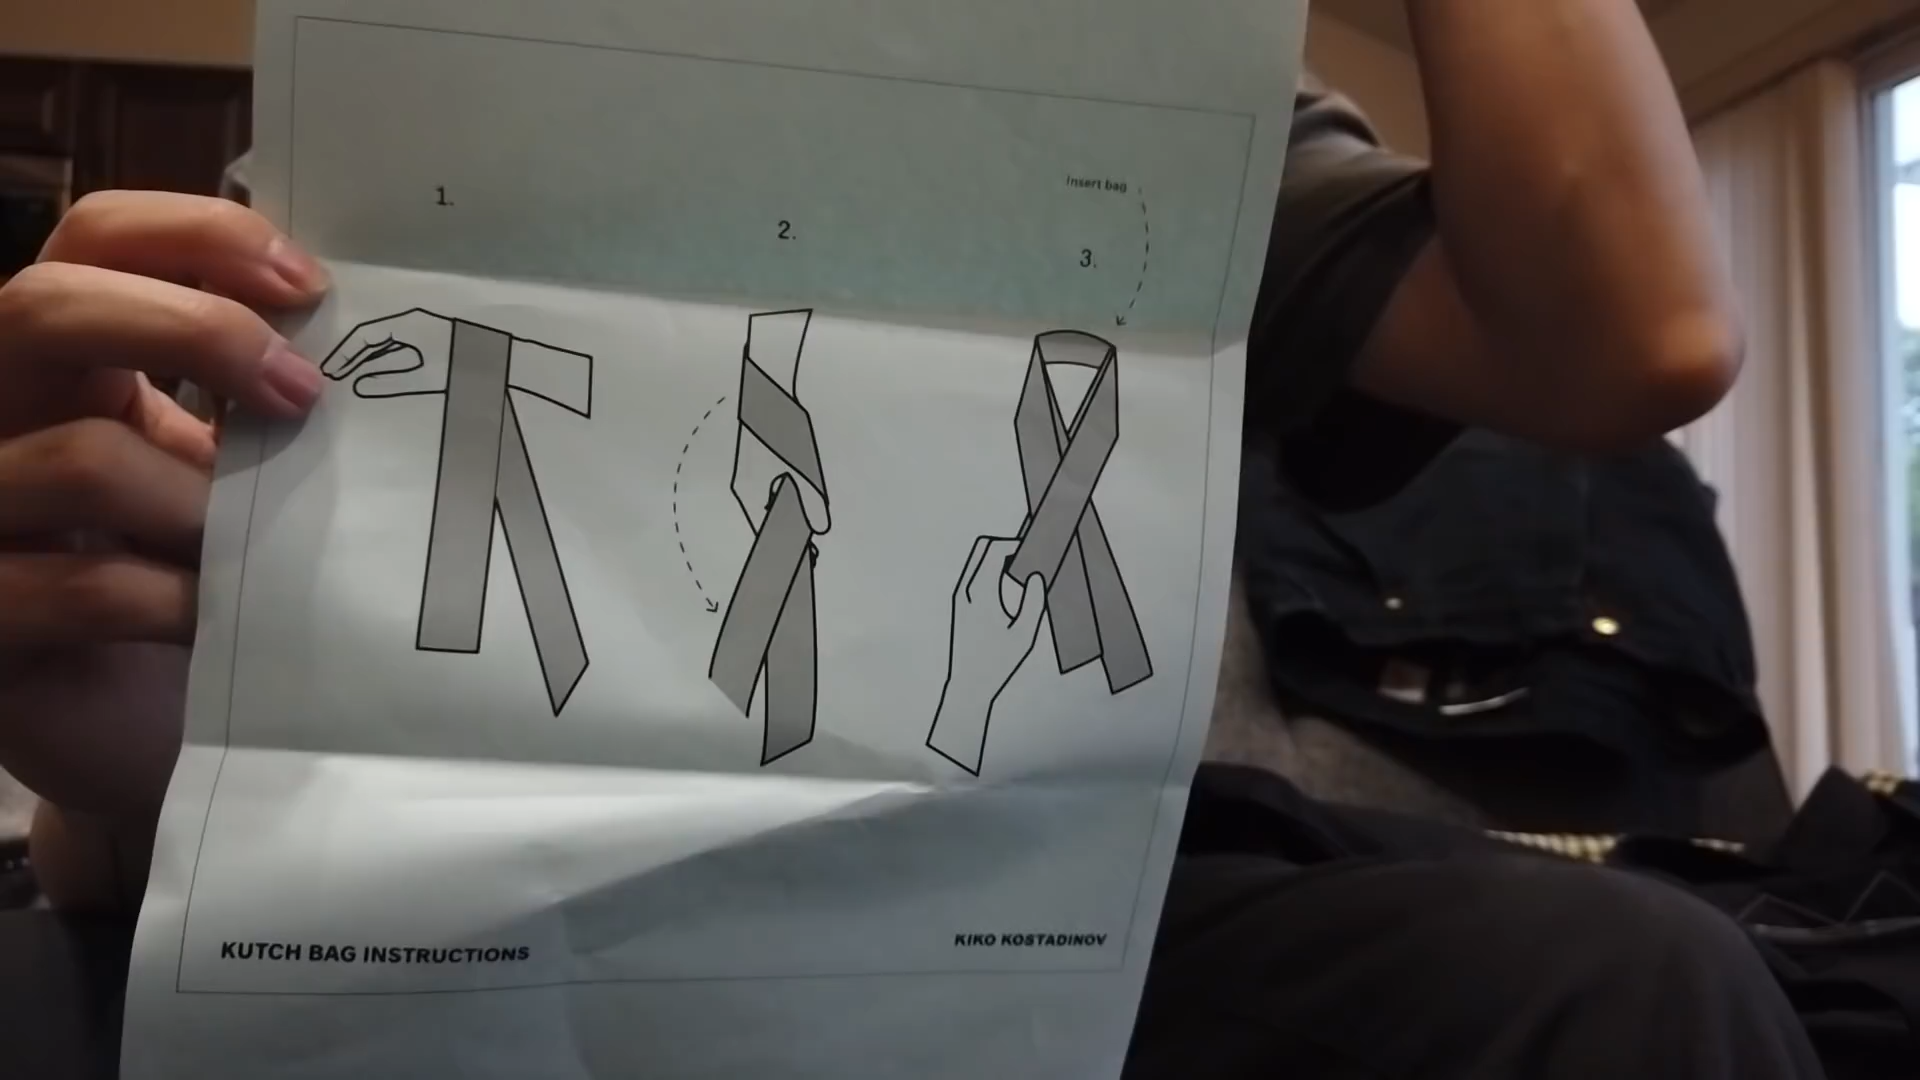 1.
2.
Insert bag
3.
KUTCH BAG INSTRUCTIONS
KIKO KOSTADINOV